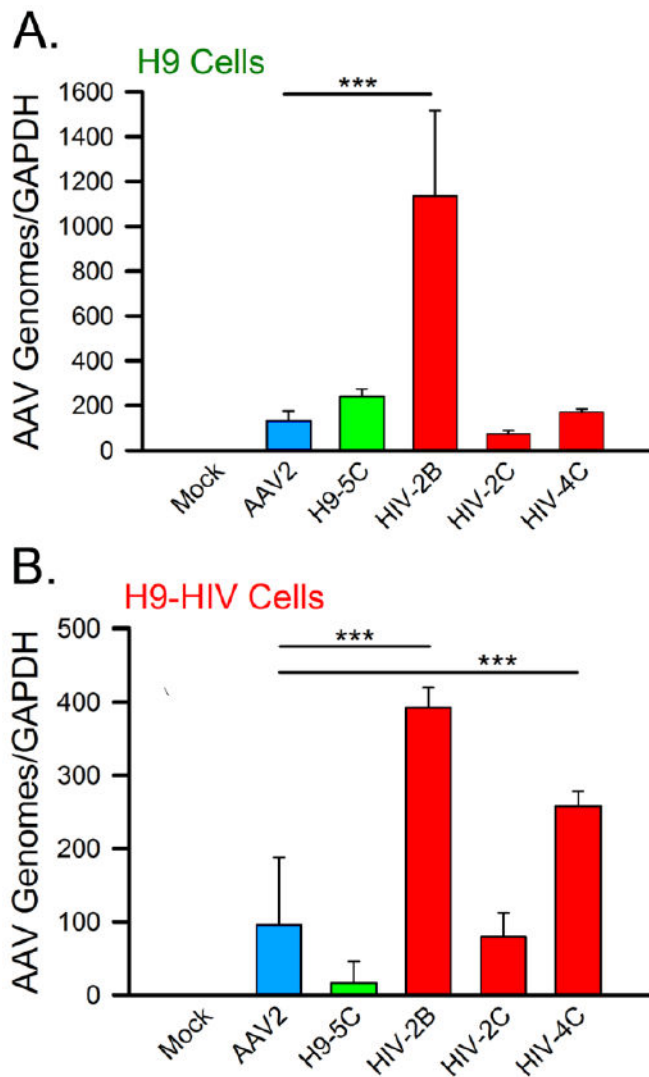 A.
H9 Cells
***
AAV Genomes/GAPDH
1600
1400
1200
1000
800
600
400
200
0
Mock
AAV2
H9-5C
HIV-2B
HIV-2C
HIV-4C
B.
H9-HIV Cells
***
***
AAV Genomes/GAPDH
500
400
300
200
100
0
Mock
AAV2
H9-5C
HIV-2B
HIV-2C
HIV-4C